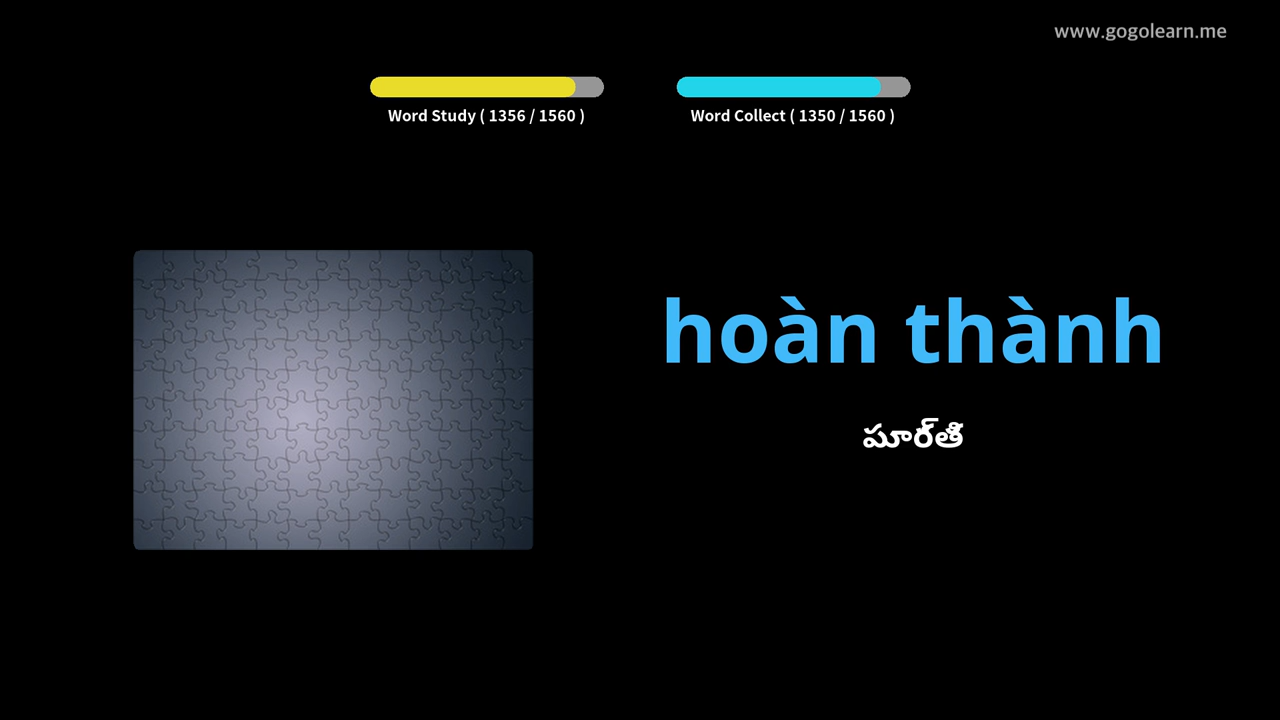 www.gogolearn.me
Word Study ( 1356 / 1560 )
Word Collect ( 1350 / 1560 )
hoàn thành
పూర్తి